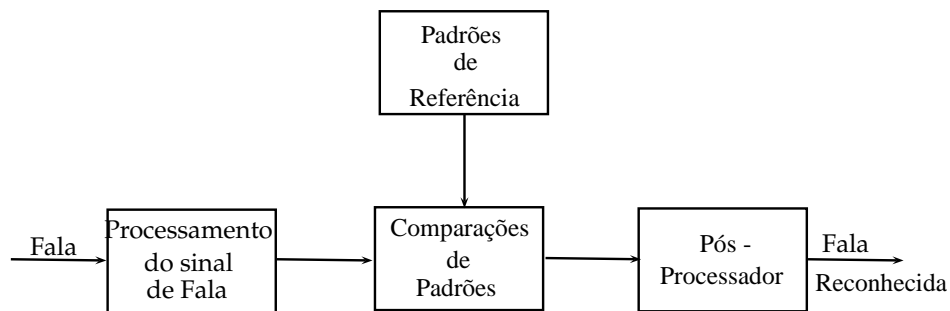 Padrões
de
Referência
Fala
Processamento
do sinal
de Fala
Comparações
de
Padrões
Pós -
Processador
Fala
Reconhecida